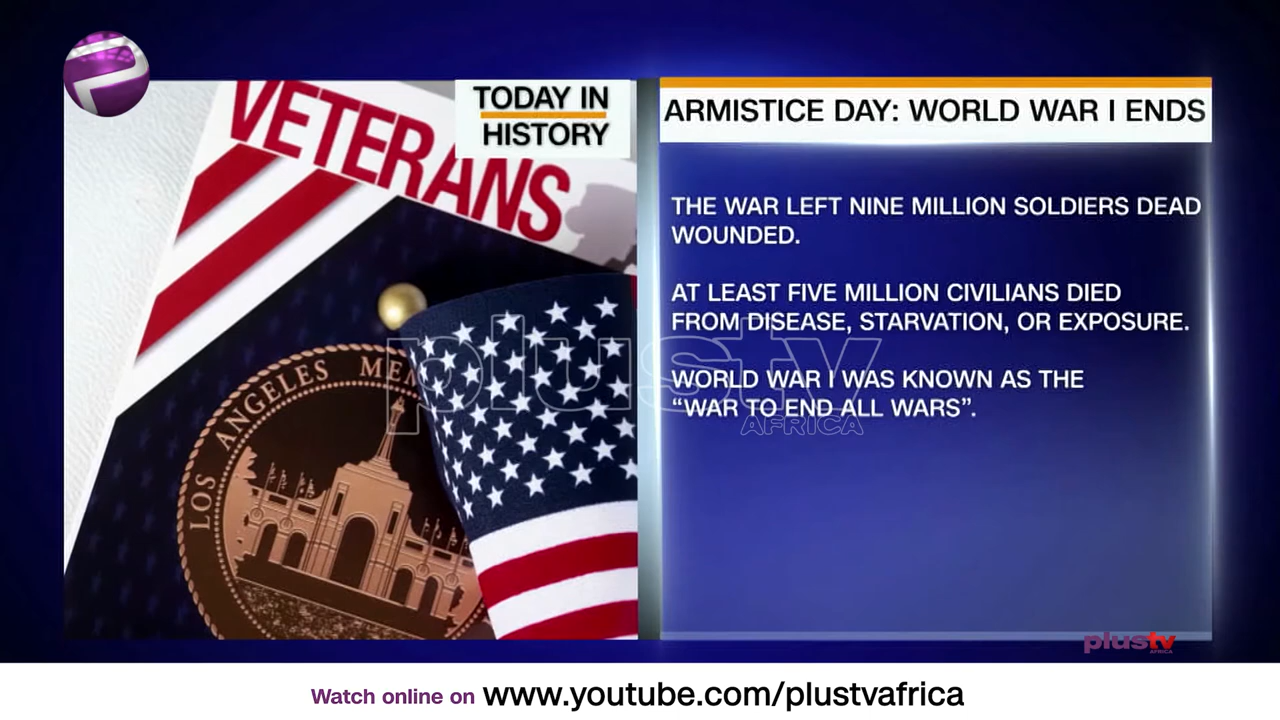 VETERANS
TODAY IN
HISTORY
LOS ANGELES MEM
ARMISTICE DAY: WORLD WAR I ENDS
THE WAR LEFT NINE MILLION SOLDIERS DEAD
WOUNDED.
AT LEAST FIVE MILLION CIVILIANS DIED
FROM DISEASE, STARVATION, OR EXPOSURE.
WORLD WAR I WAS KNOWN AS THE
“WAR TO END ALL WARS”.
plustv
AFRICA
plustv
AFRICA
Watch online on www.youtube.com/plustvafrica